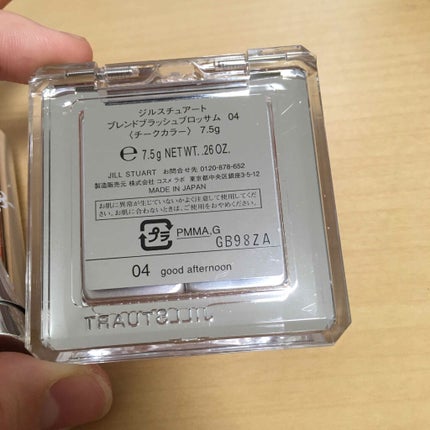 ジルスチュアート
ブレンドブラッシュブロッサム 04
〈チークカラー〉 7.5g
℮ 7.5g NET WT. .26 OZ.
JILL STUART お問合せ先 0120-878-652
製造販売元 株式会社 コスメ ラボ 東京都中央区銀座3-5-12
MADE IN JAPAN
お肌に異常が生じていないかよく注意して使用してください。お肌に合わないときは、ご使用をおやめください。
プラ PMMA,G
GB98ZA
04 good afternoon
JILLSTUART